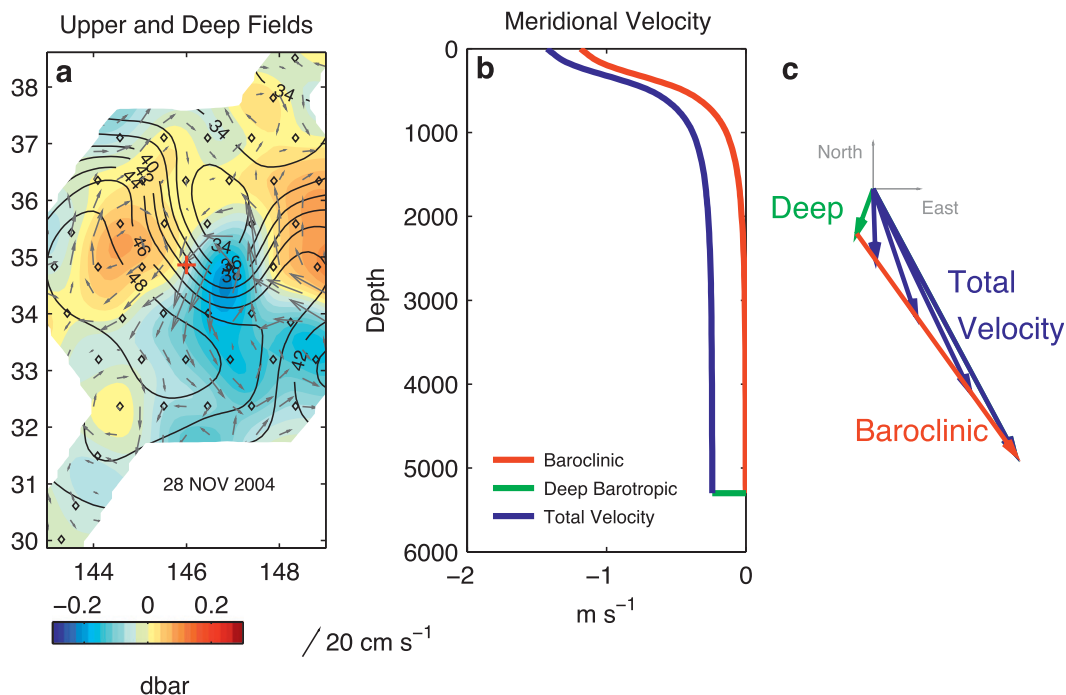 Upper and Deep Fields
a
38
37
36
35
34
33
32
31
30
144 146 148
34
34
40
42
44
46
48
34
36
38
42
28 NOV 2004
−0.2 0 0.2
dbar
20 cm s⁻¹
Meridional Velocity
b
0
1000
2000
3000
4000
5000
6000
Depth
−2 −1 0
m s⁻¹
Baroclinic
Deep Barotropic
Total Velocity
c
North
East
Deep
Total
Velocity
Baroclinic